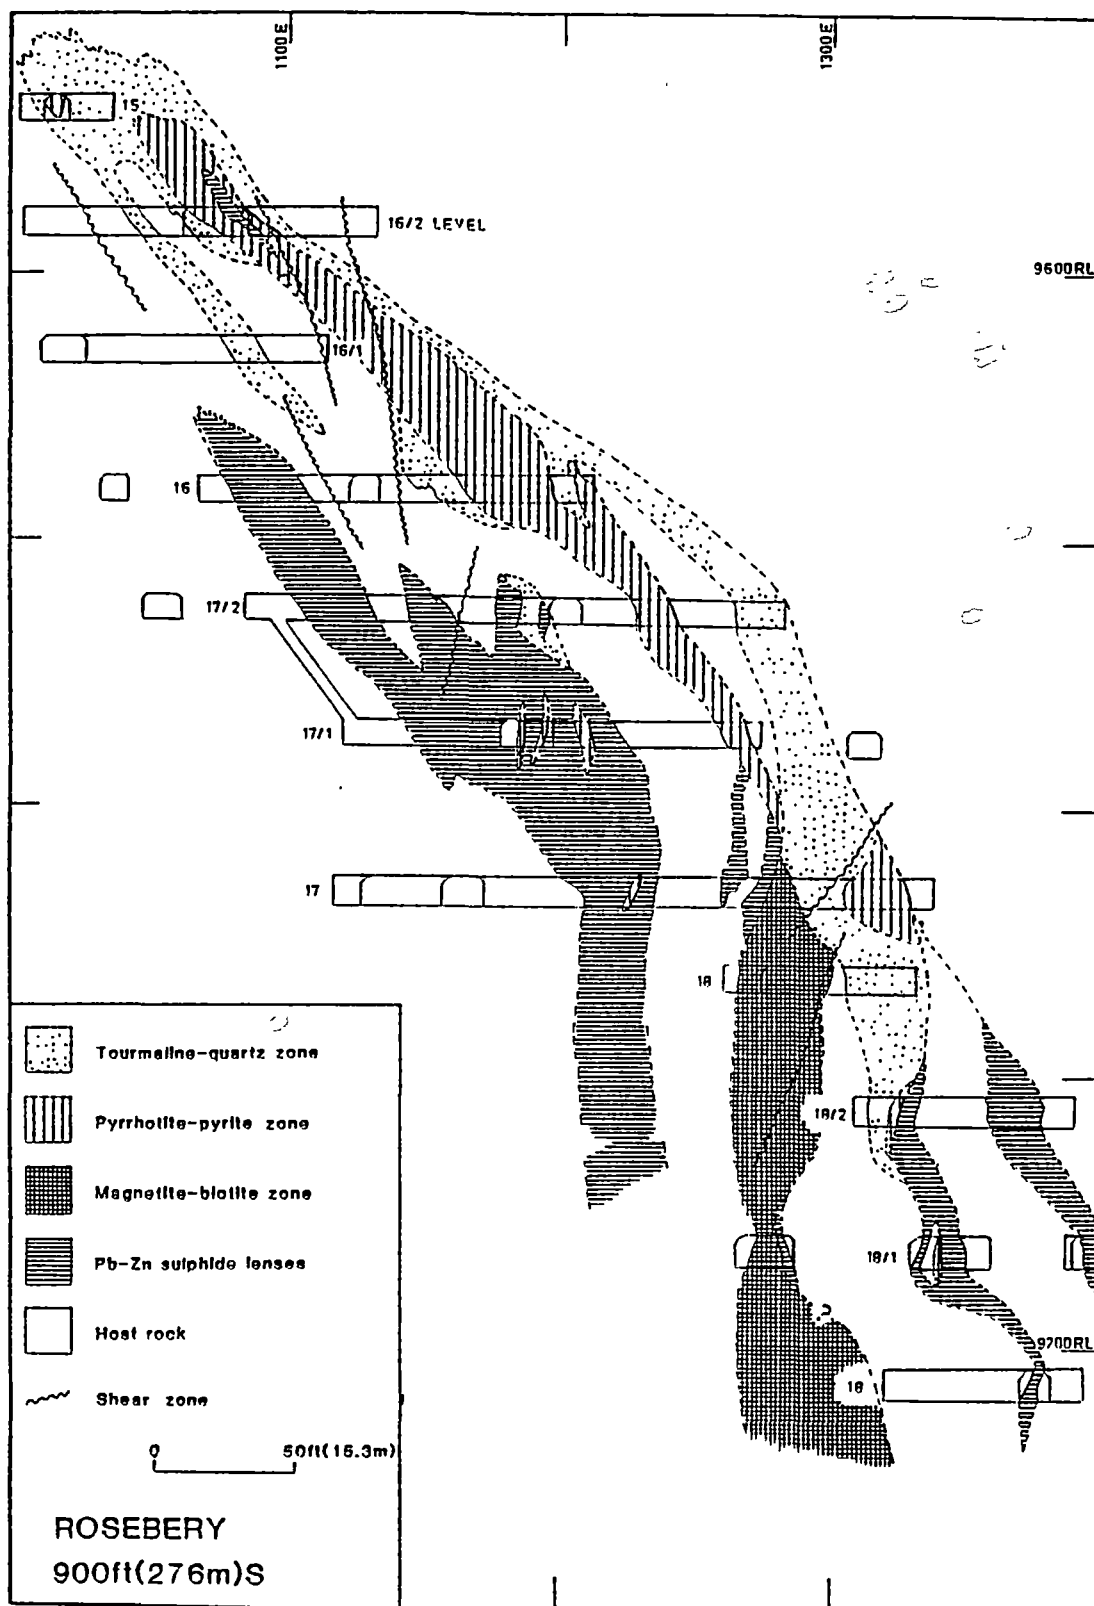 1100E
1300E
15
16/2 LEVEL
9600RL
16/1
16
17/2
17/1
17
18
18/2
18/1
9700RL
18
Tourmaline-quartz zone
Pyrrhotite-pyrite zone
Magnetite-biotite zone
Pb-Zn sulphide lenses
Host rock
Shear zone
0 50ft(15.3m)
ROSEBERY
900ft(276m)S